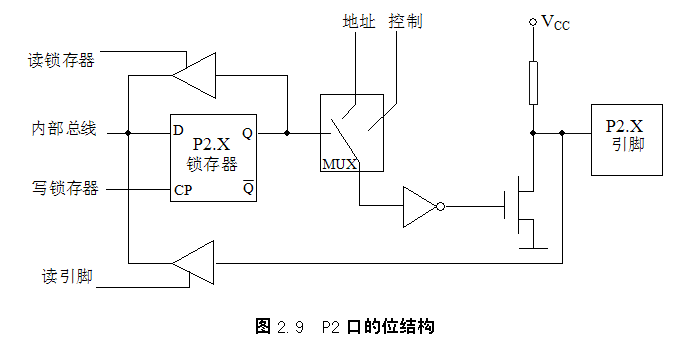 地址 控制
VCC
读锁存器
内部总线
D Q
P2.X
锁存器
写锁存器
CP Q̅
MUX
P2.X
引脚
读引脚
图 2.9 P2 口的位结构